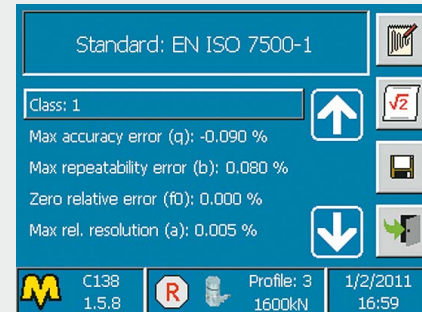 Standard: EN ISO 7500-1
Class: 1
√2
Max accuracy error (q): -0.090 %
Max repeatability error (b): 0.080 %
Zero relative error (f0): 0.000 %
Max rel. resolution (a): 0.005 %
C138
1.5.8
R
Profile: 3
1600kN
1/2/2011
16:59